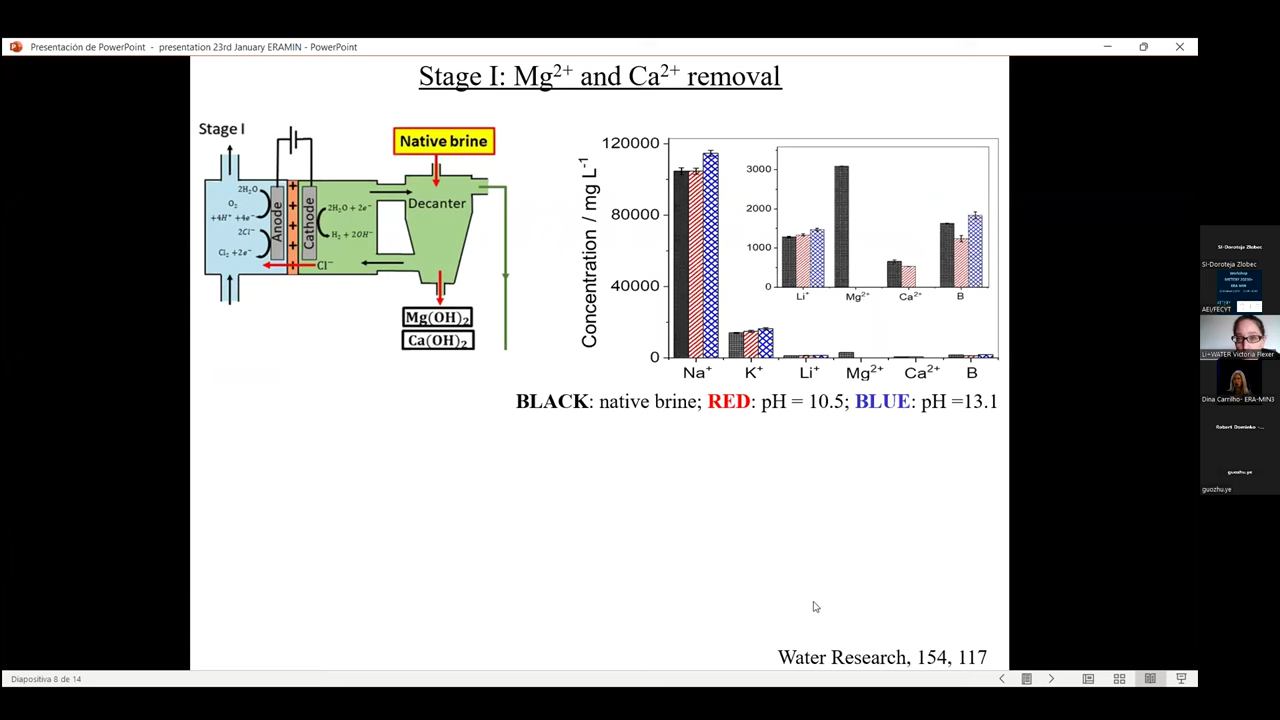 Presentación de PowerPoint - presentation 23rd January ERAMIN - PowerPoint
Stage I: Mg²⁺ and Ca²⁺ removal
Stage I
Native brine
Decanter
2H₂O
O₂
+4H⁺ +4e⁻
2Cl⁻
Cl₂ +2e⁻
Anode
Cathode
2H₂O + 2e⁻
H₂ + 2OH⁻
Cl⁻
Mg(OH)₂
Ca(OH)₂
Concentration / mg L⁻¹
120000
80000
40000
0
Na⁺ K⁺ Li⁺ Mg²⁺ Ca²⁺ B
3000
2000
1000
0
Li⁺ Mg²⁺ Ca²⁺ B
BLACK: native brine; RED: pH = 10.5; BLUE: pH =13.1
Water Research, 154, 117
Diapositiva 8 de 14
SI-Doroteja Zlobec
SI-Doroteja Zlobec
Workshop
ERA MIN
AEI/FECYT
Li+WATER Victoria Flexer
Dina Carrilho- ERA-MIN3
Robert Dominko -...
guozhu.ye
guozhu.ye